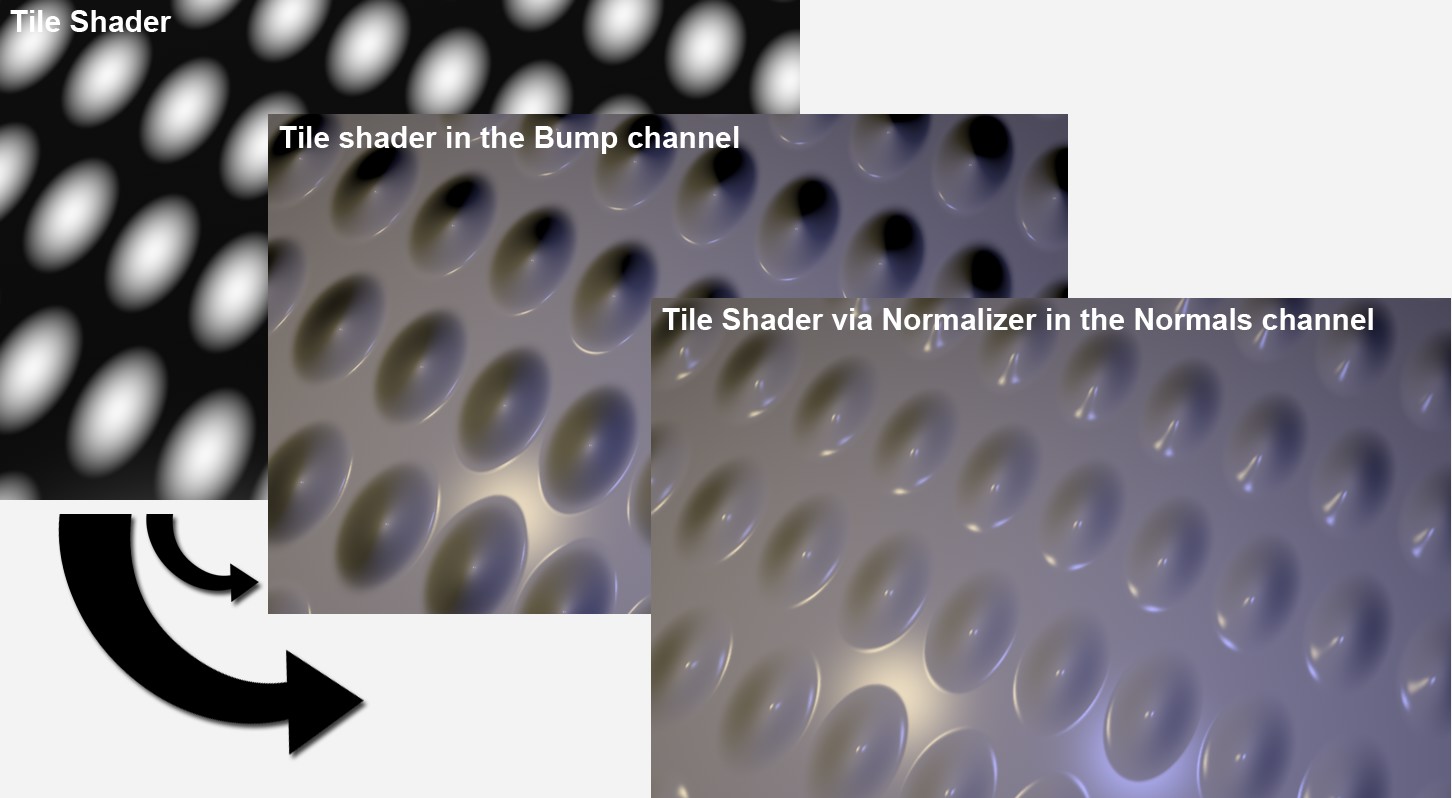 Tile Shader
Tile shader in the Bump channel
Tile Shader via Normalizer in the Normals channel